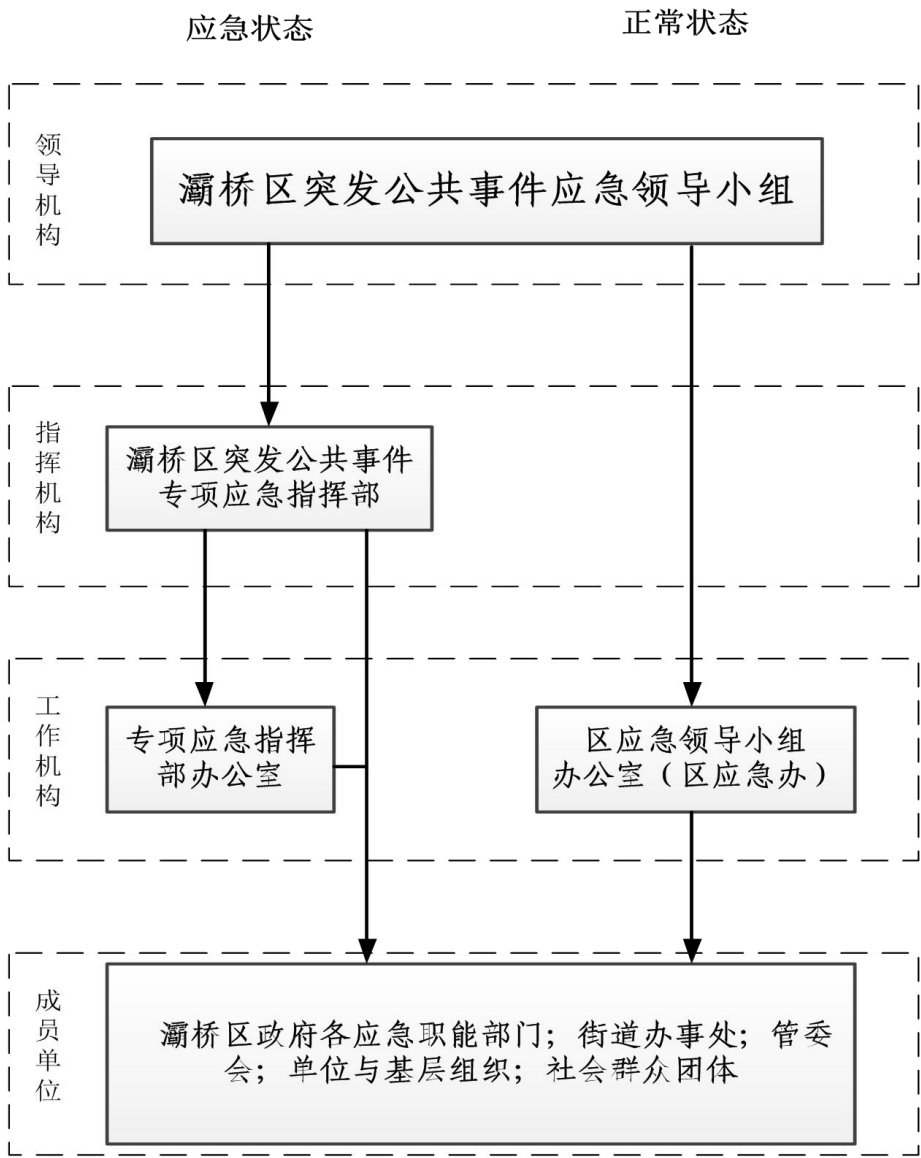 应急状态
正常状态
领导机构
灞桥区突发公共事件应急领导小组
指挥机构
灞桥区突发公共事件
专项应急指挥部
工作机构
专项应急指挥
部办公室
区应急领导小组
办公室（区应急办）
成员单位
灞桥区政府各应急职能部门；街道办事处；管委
会；单位与基层组织；社会群众团体